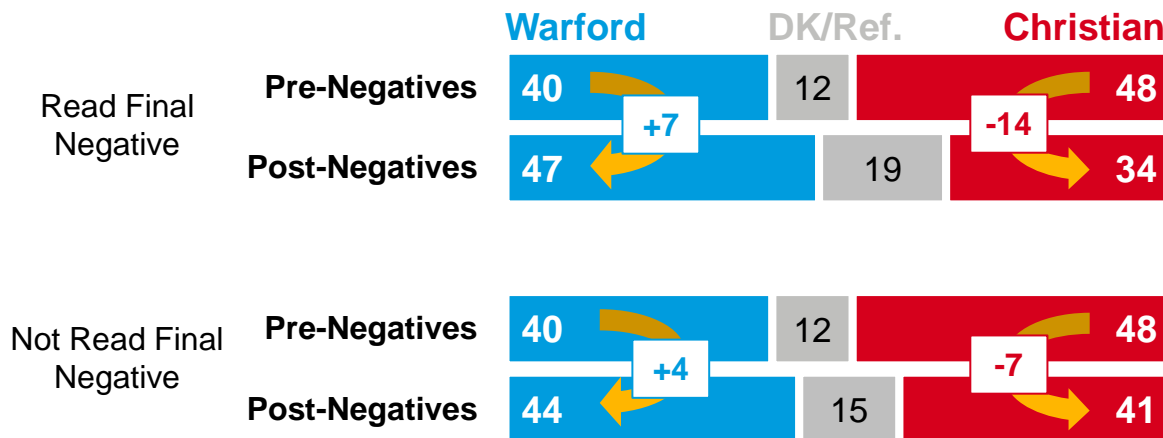 Warford DK/Ref. Christian
Read Final
Negative
Pre-Negatives 40 12 48
+7 -14
Post-Negatives 47 19 34
Not Read Final
Negative
Pre-Negatives 40 12 48
+4 -7
Post-Negatives 44 15 41